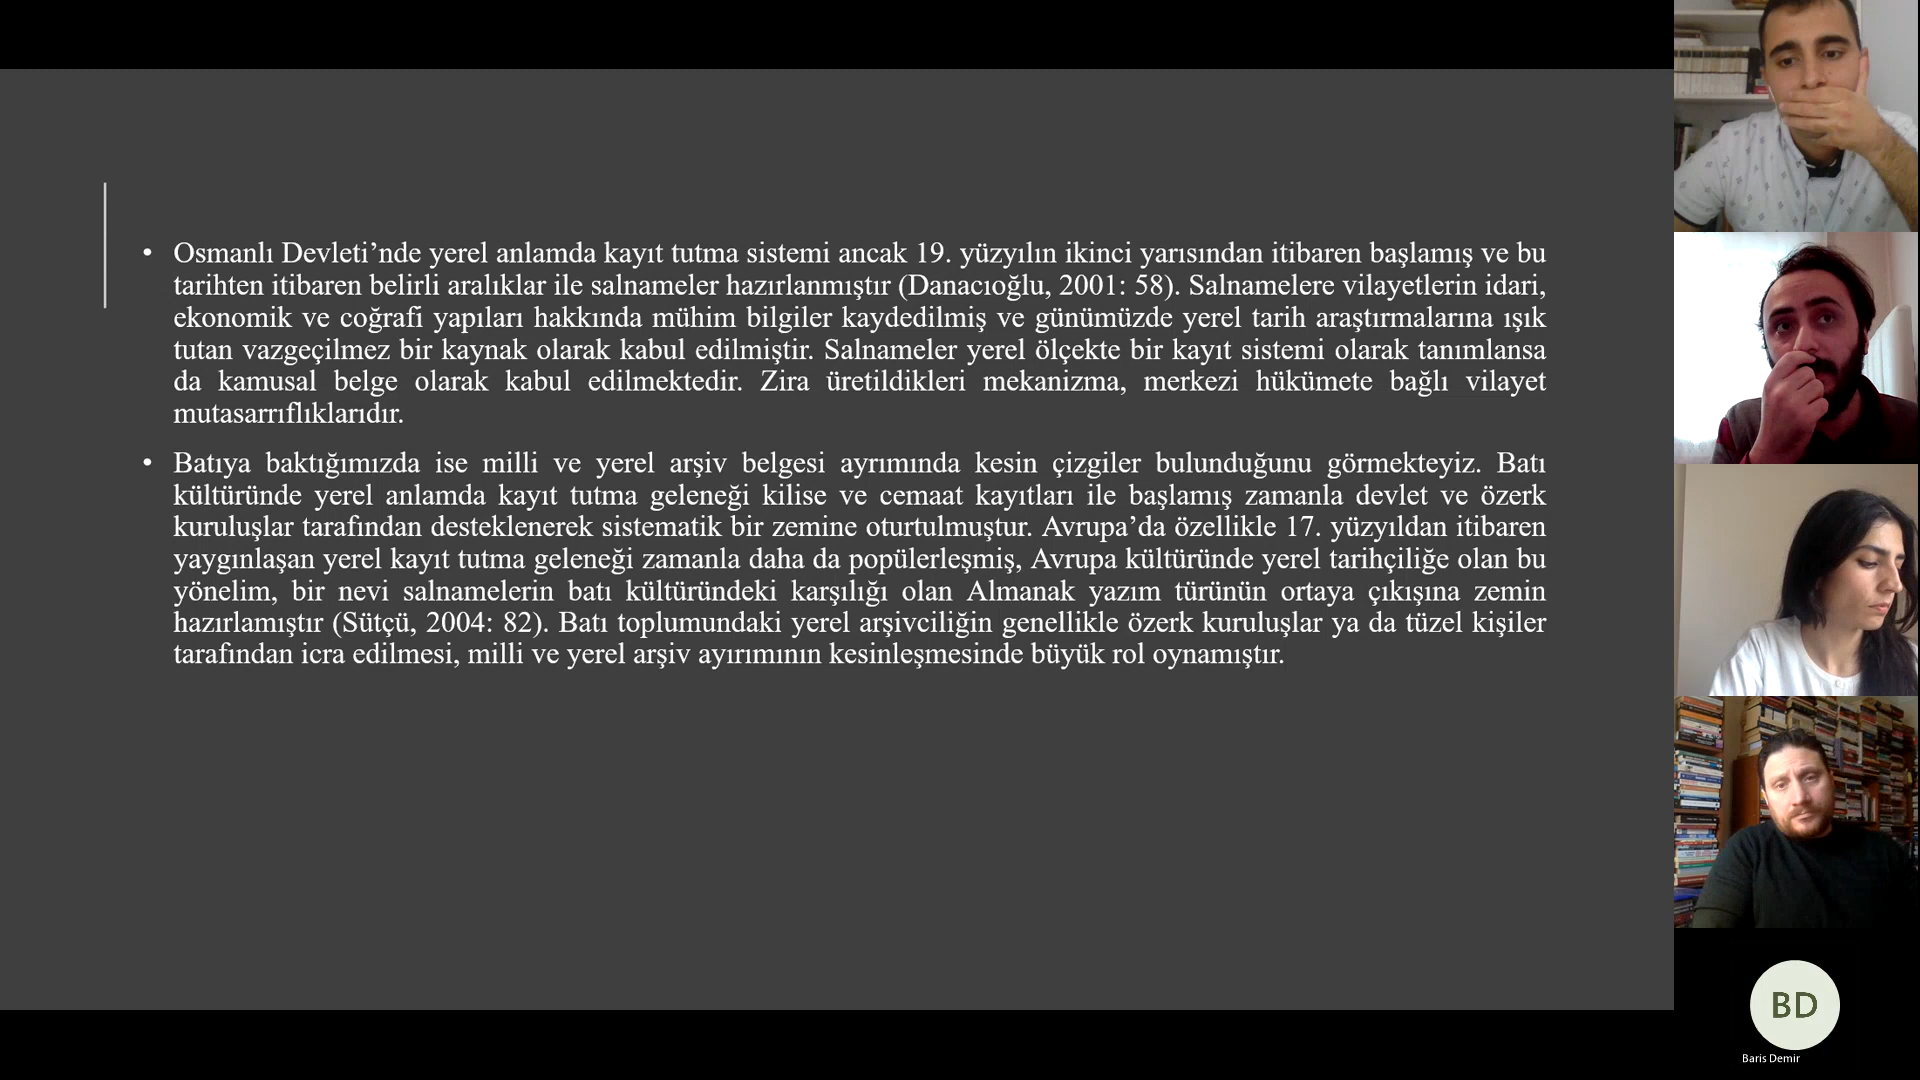 • Osmanlı Devleti’nde yerel anlamda kayıt tutma sistemi ancak 19. yüzyılın ikinci yarısından itibaren başlamış ve bu
tarihten itibaren belirli aralıklar ile salnameler hazırlanmıştır (Danacıoğlu, 2001: 58). Salnamelere vilayetlerin idari,
ekonomik ve coğrafi yapıları hakkında mühim bilgiler kaydedilmiş ve günümüzde yerel tarih araştırmalarına ışık
tutan vazgeçilmez bir kaynak olarak kabul edilmiştir. Salnameler yerel ölçekte bir kayıt sistemi olarak tanımlansa
da kamusal belge olarak kabul edilmektedir. Zira üretildikleri mekanizma, merkezi hükümete bağlı vilayet
mutasarrıflıklarıdır.
• Batıya baktığımızda ise milli ve yerel arşiv belgesi ayrımında kesin çizgiler bulunduğunu görmekteyiz. Batı
kültüründe yerel anlamda kayıt tutma geleneği kilise ve cemaat kayıtları ile başlamış zamanla devlet ve özerk
kuruluşlar tarafından desteklenerek sistematik bir zemine oturtulmuştur. Avrupa’da özellikle 17. yüzyıldan itibaren
yaygınlaşan yerel kayıt tutma geleneği zamanla daha da popülerleşmiş, Avrupa kültüründe yerel tarihçiliğe olan bu
yönelim, bir nevi salnamelerin batı kültüründeki karşılığı olan Almanak yazım türünün ortaya çıkışına zemin
hazırlamıştır (Sütçü, 2004: 82). Batı toplumundaki yerel arşivciliğin genellikle özerk kuruluşlar ya da tüzel kişiler
tarafından icra edilmesi, milli ve yerel arşiv ayırımının kesinleşmesinde büyük rol oynamıştır.
BD
Baris Demir